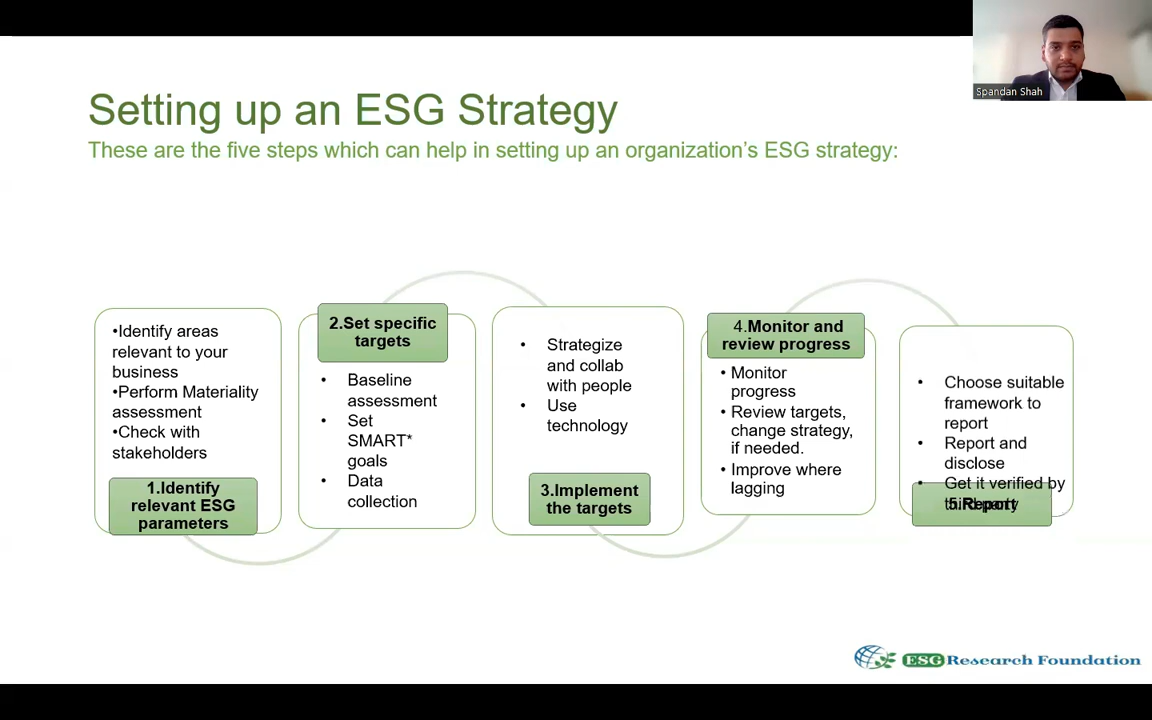 Spandan Shah
Setting up an ESG Strategy
These are the five steps which can help in setting up an organization's ESG strategy:
•Identify areas
relevant to your
business
•Perform Materiality
assessment
•Check with
stakeholders
1.Identify
relevant ESG
parameters
2.Set specific
targets
• Baseline
assessment
• Set
SMART*
goals
• Data
collection
• Strategize
and collab
with people
• Use
technology
3.Implement
the targets
4.Monitor and
review progress
• Monitor
progress
• Review targets,
change strategy,
if needed.
• Improve where
lagging
• Choose suitable
framework to
report
• Report and
disclose
• Get it verified by
third party
5.Report
ESG Research Foundation